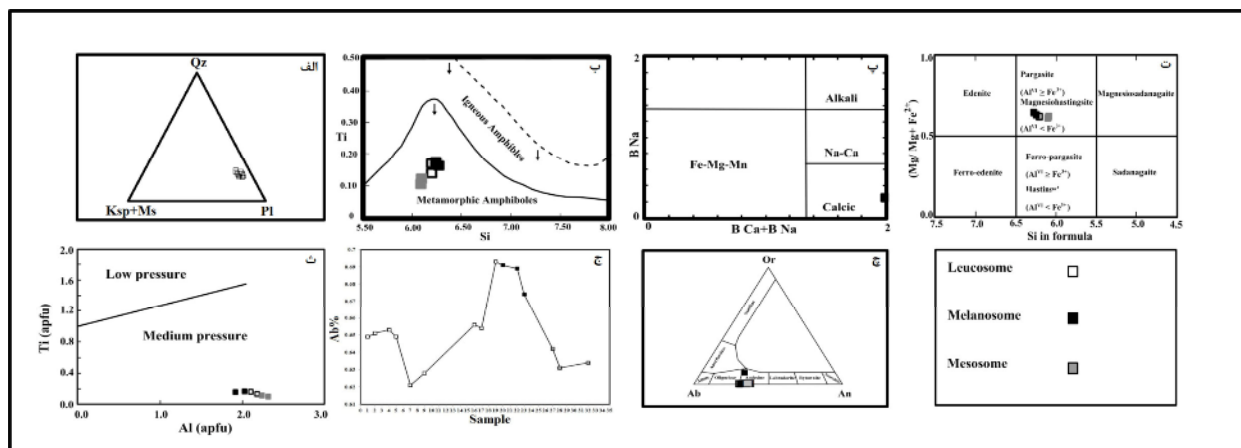 الف
Qz
Ksp+Ms
Pl
ب
0.50
0.40
0.30
Ti
0.20
0.10
0
5.50
6.00
6.50
7.00
7.50
8.00
Si
Igneous Amphiboles
Metamorphic Amphiboles
پ
2
B Na
0
Alkali
Fe-Mg-Mn
Na-Ca
Calcic
0
2
B Ca+B Na
ت
1.0
(Mg/ Mg+ Fe²⁺)
0.5
0.0
Edenite
Pargasite
(Alⱽᴵ ≥ Fe³⁺)
Magnesiohastingsite
(Alⱽᴵ < Fe³⁺)
Magnesiosadanagaite
Ferro-edenite
Ferro-pargasite
(Alⱽᴵ ≥ Fe³⁺)
(Alⱽᴵ < Fe³⁺)
Sadanagaite
7.5
7.0
6.5
6.0
5.5
5.0
4.5
Si in formula
2.0
1.6
1.2
0.8
0.4
0.0
Ti (apfu)
Low pressure
Medium pressure
0.0
1.0
2.0
3.0
Al (apfu)
ج
Ab%
Sample
چ
Or
Ab
An
Leucosome
Melanosome
Mesosome